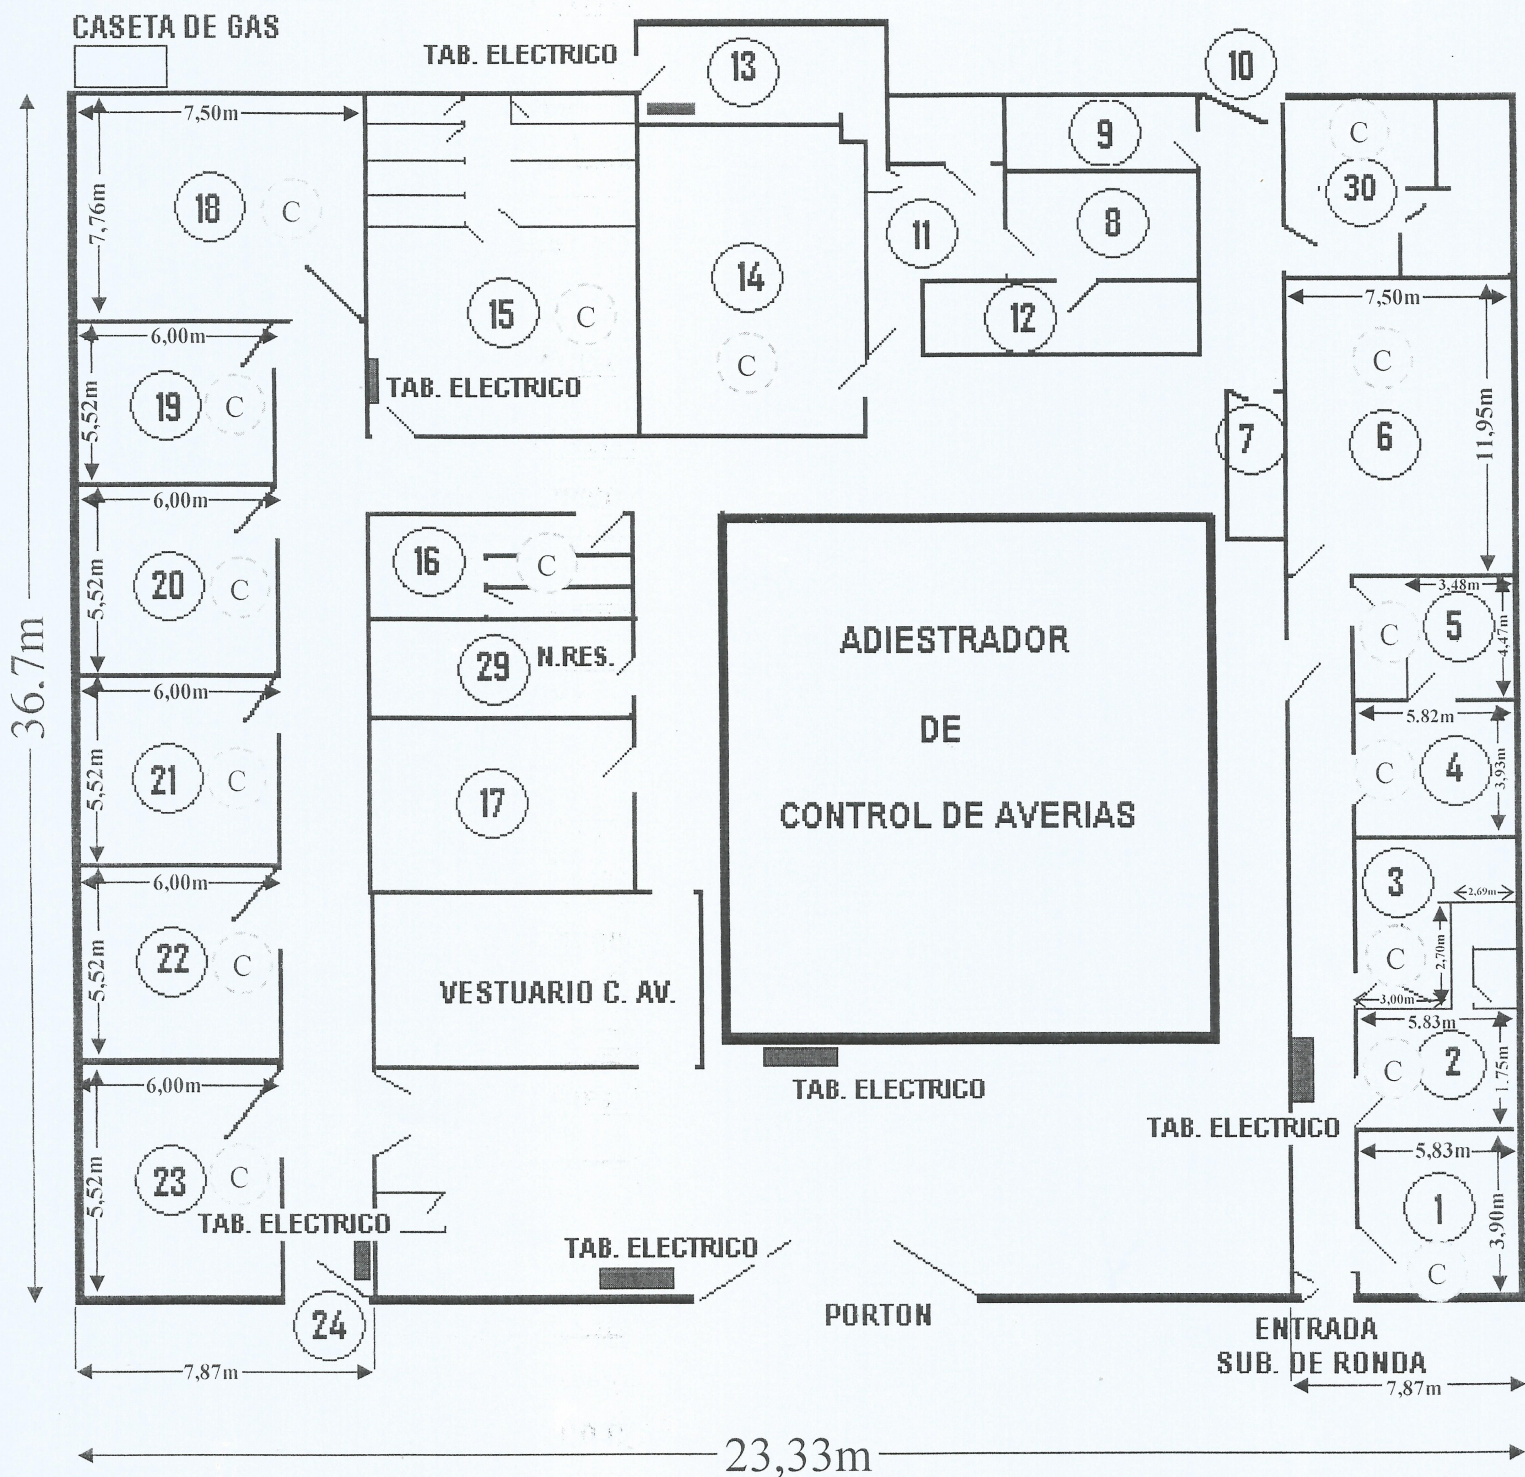 CASETA DE GAS
TAB. ELECTRICO
13
10
7,50m
9
C
30
18
C
7,76m
11
8
14
7,50m
15
C
12
C
6,00m
C
TAB. ELECTRICO
19
C
5,52m
7
6
11,95m
6,00m
16
C
3,48m
20
C
5,52m
5
C
4,47m
ADIESTRADOR
29
N.RES.
36.7m
6,00m
5.82m
DE
21
C
5,52m
4
C
3,93m
17
CONTROL DE AVERIAS
6,00m
3
2,69m
22
C
5,52m
C
2,70m
VESTUARIO C. AV.
3,00m
5.83m
2
C
1.75m
6,00m
TAB. ELECTRICO
TAB. ELECTRICO
23
C
5,52m
5,83m
1
3,90m
TAB. ELECTRICO
TAB. ELECTRICO
C
24
PORTON
ENTRADA
SUB. DE RONDA
7,87m
7,87m
23,33m